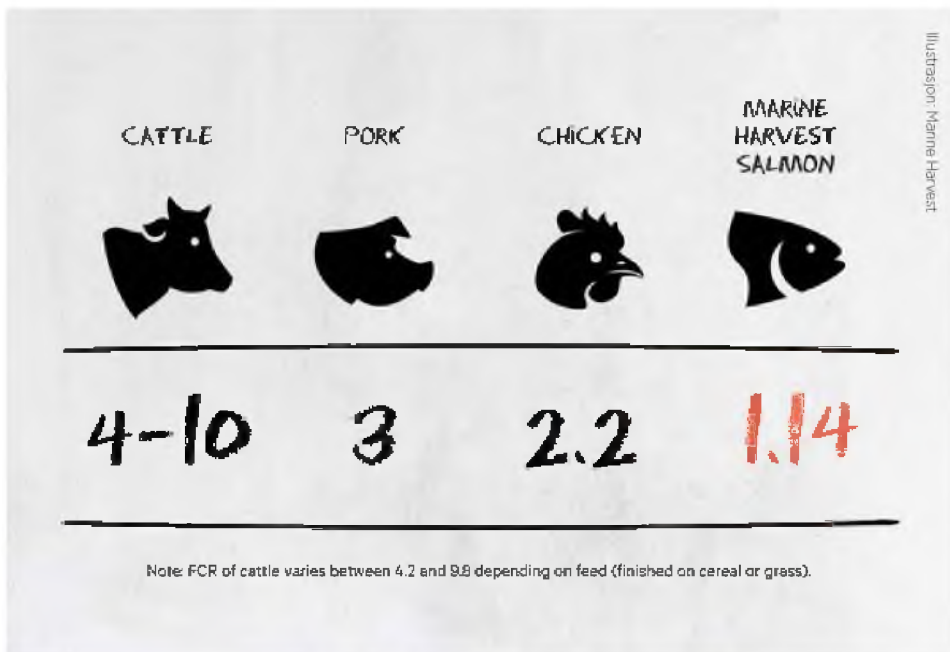 CATTLE
PORK
CHICKEN
MARINE
HARVEST
SALMON
4-10
3
2.2
1.14
Note: FCR of cattle varies between 4.2 and 9.8 depending on feed (finished on cereal or grass).
Illustrasjon: Marine Harvest